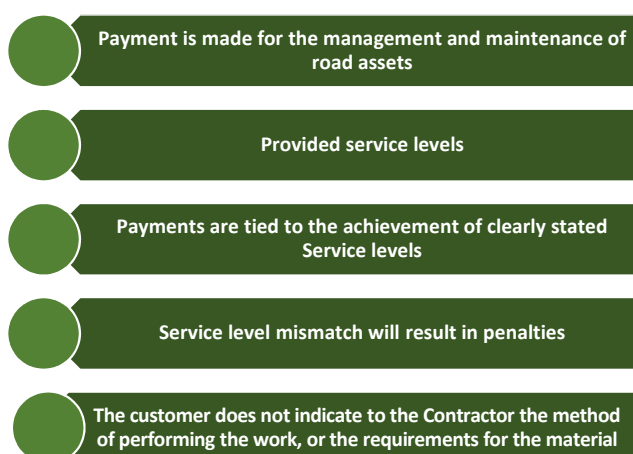 Payment is made for the management and maintenance of
road assets
Provided service levels
Payments are tied to the achievement of clearly stated
Service levels
Service level mismatch will result in penalties
The customer does not indicate to the Contractor the method
of performing the work, or the requirements for the material